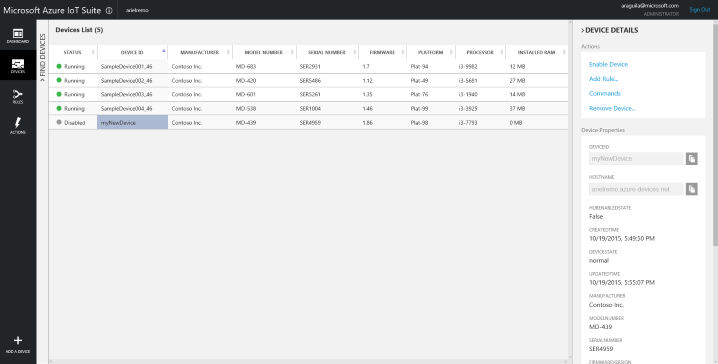 Microsoft Azure IoT Suite
arielremo
araguila@microsoft.com
ADMINISTRATOR
Sign Out
DASHBOARD
DEVICES
RULES
ACTIONS
ADD A DEVICE
> FIND DEVICES
Devices List (5)
STATUS DEVICE ID MANUFACTURER MODEL NUMBER SERIAL NUMBER FIRMWARE PLATFORM PROCESSOR INSTALLED RAM
Running SampleDevice001_46 Contoso Inc. MD-683 SER2931 1.7 Plat-94 i3-9982 12 MB
Running SampleDevice002_46 Contoso Inc. MD-420 SER5486 1.12 Plat-49 i3-5681 27 MB
Running SampleDevice003_46 Contoso Inc. MD-601 SER5261 1.35 Plat-76 i3-1940 14 MB
Running SampleDevice004_46 Contoso Inc. MD-538 SER1004 1.46 Plat-99 i3-3925 37 MB
Disabled myNewDevice Contoso Inc. MD-439 SER4959 1.86 Plat-98 i3-7793 0 MB
> DEVICE DETAILS
Actions
Enable Device
Add Rule...
Commands
Remove Device...
Device Properties
DEVICEID
myNewDevice
HOSTNAME
arielremo.azure-devices.net
HUBENABLEDSTATE
False
CREATEDTIME
10/19/2015, 5:49:50 PM
DEVICESTATE
normal
UPDATEDTIME
10/19/2015, 5:55:07 PM
MANUFACTURER
Contoso Inc.
MODELNUMBER
MD-439
SERIALNUMBER
SER4959
FIRMWAREVERSION